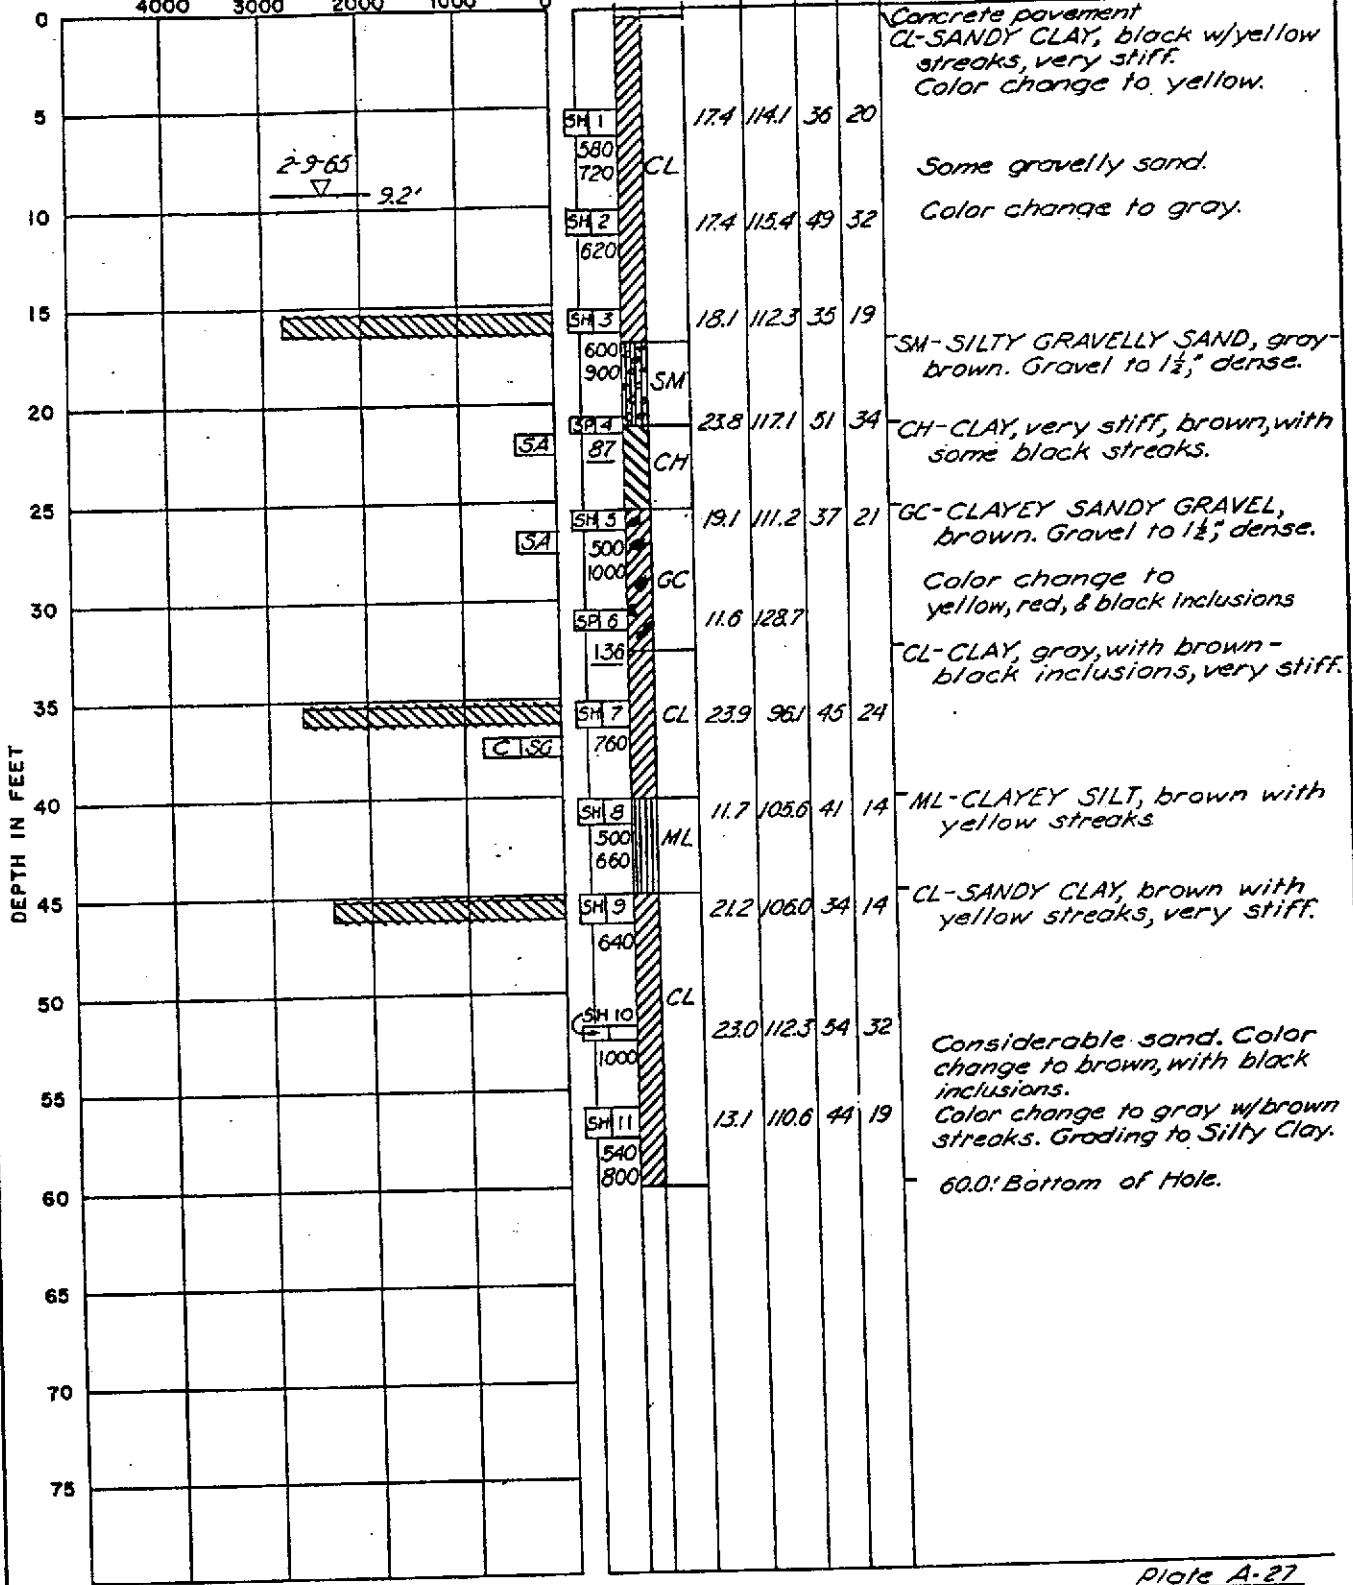 4000 3000 2000 1000 0
0
Concrete pavement
CL-SANDY CLAY, black w/yellow
streaks, very stiff.
Color change to yellow.
5
SH 1
17.4 114.1 36 20
580
720
CL
2-9-65
9.2'
Some gravelly sand.
10
SH 2
17.4 115.4 49 32
Color change to gray.
620
15
SH 3
18.1 112.3 35 19
600
900
SM
SM-SILTY GRAVELLY SAND, gray-
brown. Gravel to 1½," dense.
20
SP 4
23.8 117.1 51 34
SA
87
CH
CH-CLAY, very stiff, brown, with
some black streaks.
25
SH 5
19.1 111.2 37 21
SA
500
1000
GC
GC-CLAYEY SANDY GRAVEL,
brown. Gravel to 1½," dense.
Color change to
yellow, red, & black inclusions
30
SP 6
11.6 128.7
136
CL-CLAY, gray, with brown-
black inclusions, very stiff.
35
SH 7
CL
23.9 96.1 45 24
C SG
760
40
SH 8
11.7 105.6 41 14
500
660
ML
ML-CLAYEY SILT, brown with
yellow streaks
45
SH 9
21.2 106.0 34 14
640
CL-SANDY CLAY, brown with
yellow streaks, very stiff.
DEPTH IN FEET
50
CL
SH 10
23.0 112.3 54 32
1000
Considerable sand. Color
change to brown, with black
inclusions.
55
SH 11
13.1 110.6 44 19
540
800
Color change to gray w/brown
streaks. Grading to Silty Clay.
60
60.0' Bottom of Hole.
65
70
75
Plate A-27